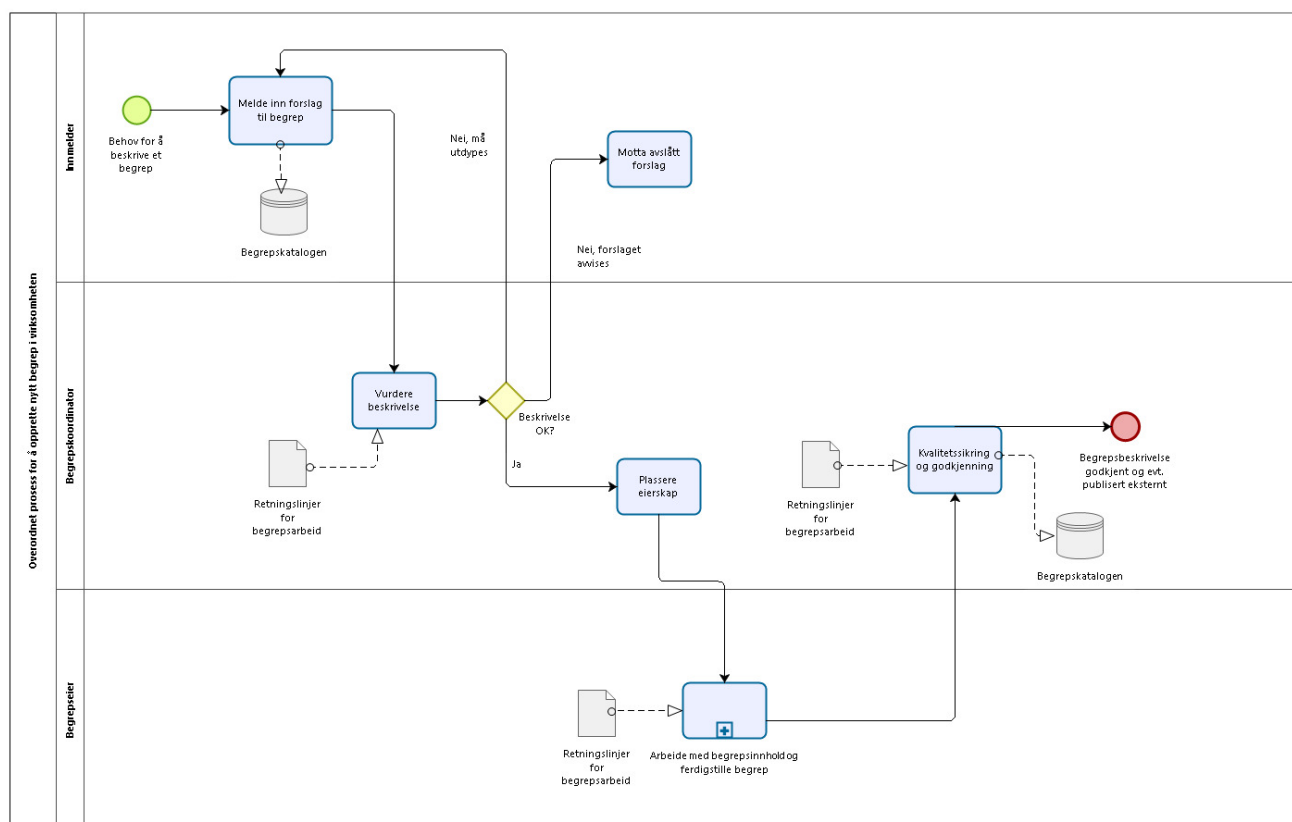 Overordnet prosess for å opprette nytt begrep i virksomheten
Innmelder
Behov for å
beskrive et
begrep
Melde inn forslag
til begrep
Begrepskatalogen
Nei, må
utdypes
Motta avslått
forslag
Nei, forslaget
avvises
Begrepskoordinator
Vurdere
beskrivelse
Retningslinjer
for
begrepsarbeid
Beskrivelse
OK?
Ja
Plassere
eierskap
Retningslinjer
for
begrepsarbeid
Kvalitetssikring
og godkjenning
Begrepsbeskrivelse
godkjent og evt.
publisert eksternt
Begrepskatalogen
Begrepseier
Retningslinjer
for
begrepsarbeid
Arbeide med begrepsinnhold og
ferdigstille begrep